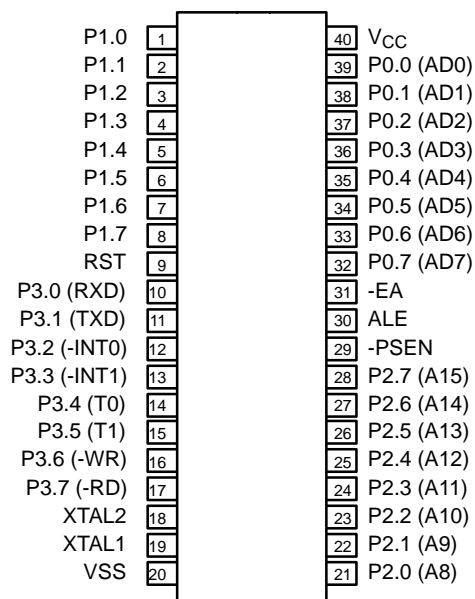 P1.0 1 40 VCC
P1.1 2 39 P0.0 (AD0)
P1.2 3 38 P0.1 (AD1)
P1.3 4 37 P0.2 (AD2)
P1.4 5 36 P0.3 (AD3)
P1.5 6 35 P0.4 (AD4)
P1.6 7 34 P0.5 (AD5)
P1.7 8 33 P0.6 (AD6)
RST 9 32 P0.7 (AD7)
P3.0 (RXD) 10 31 -EA
P3.1 (TXD) 11 30 ALE
P3.2 (-INT0) 12 29 -PSEN
P3.3 (-INT1) 13 28 P2.7 (A15)
P3.4 (T0) 14 27 P2.6 (A14)
P3.5 (T1) 15 26 P2.5 (A13)
P3.6 (-WR) 16 25 P2.4 (A12)
P3.7 (-RD) 17 24 P2.3 (A11)
XTAL2 18 23 P2.2 (A10)
XTAL1 19 22 P2.1 (A9)
VSS 20 21 P2.0 (A8)